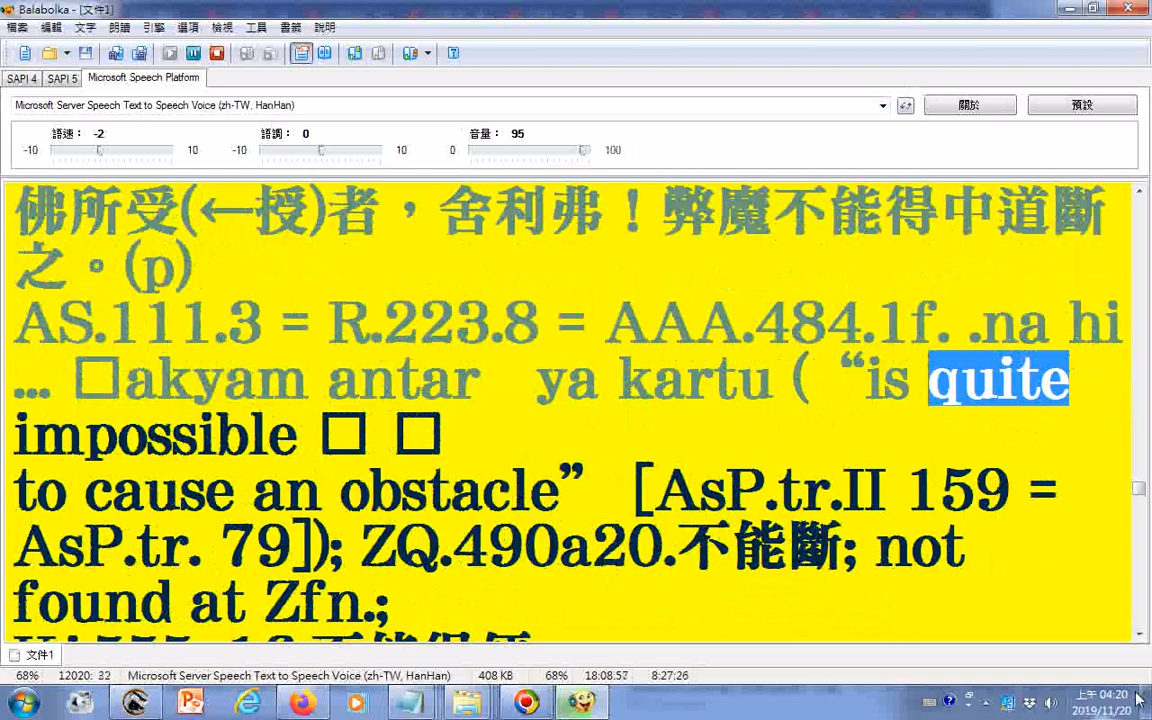 Balabolka - [文件1]
檔案 編輯 文字 朗讀 引擎 選項 檢視 工具 書籤 說明
SAPI 4 SAPI 5 Microsoft Speech Platform
Microsoft Server Speech Text to Speech Voice (zh-TW, HanHan) 關於 預設
語速： -2 語調： 0 音量： 95
-10 10 -10 10 0 100
佛所受(←授)者，舍利弗！弊魔不能得中道斷
之。(p)
AS.111.3 = R.223.8 = AAA.484.1f. .na hi
... □akyam antar ya kartu ( “is quite
impossible □ □
to cause an obstacle” [AsP.tr.II 159 =
AsP.tr. 79]); ZQ.490a20.不能斷; not
found at Zfn.;
文件1
68% 12020: 32 Microsoft Server Speech Text to Speech Voice (zh-TW, HanHan) 408 KB 68% 18:08:57 8:27:26
上午 04:20
2019/11/20